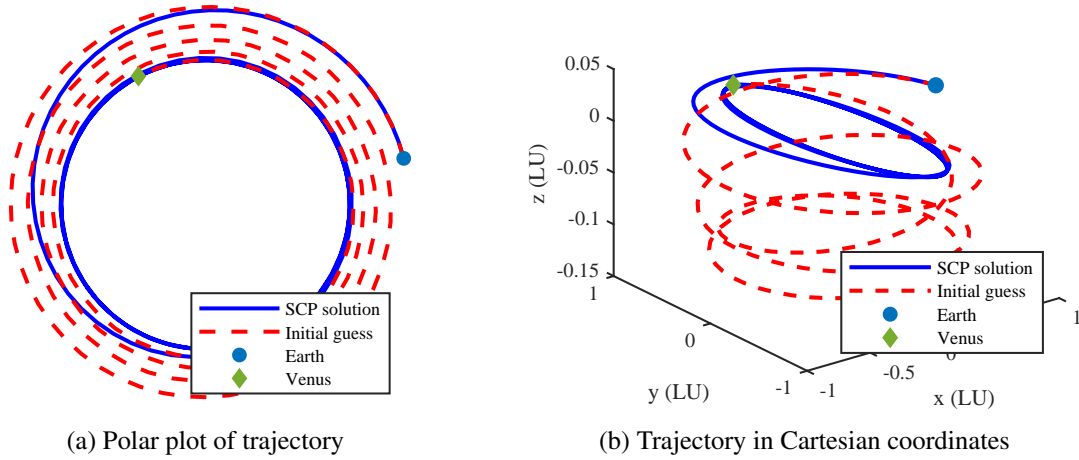 SCP solution
Initial guess
Earth
Venus
(a) Polar plot of trajectory
0.05
0
-0.05
-0.1
-0.15
z (LU)
1
0
-1
y (LU)
-1
-0.5
0
1
x (LU)
SCP solution
Initial guess
Earth
Venus
(b) Trajectory in Cartesian coordinates